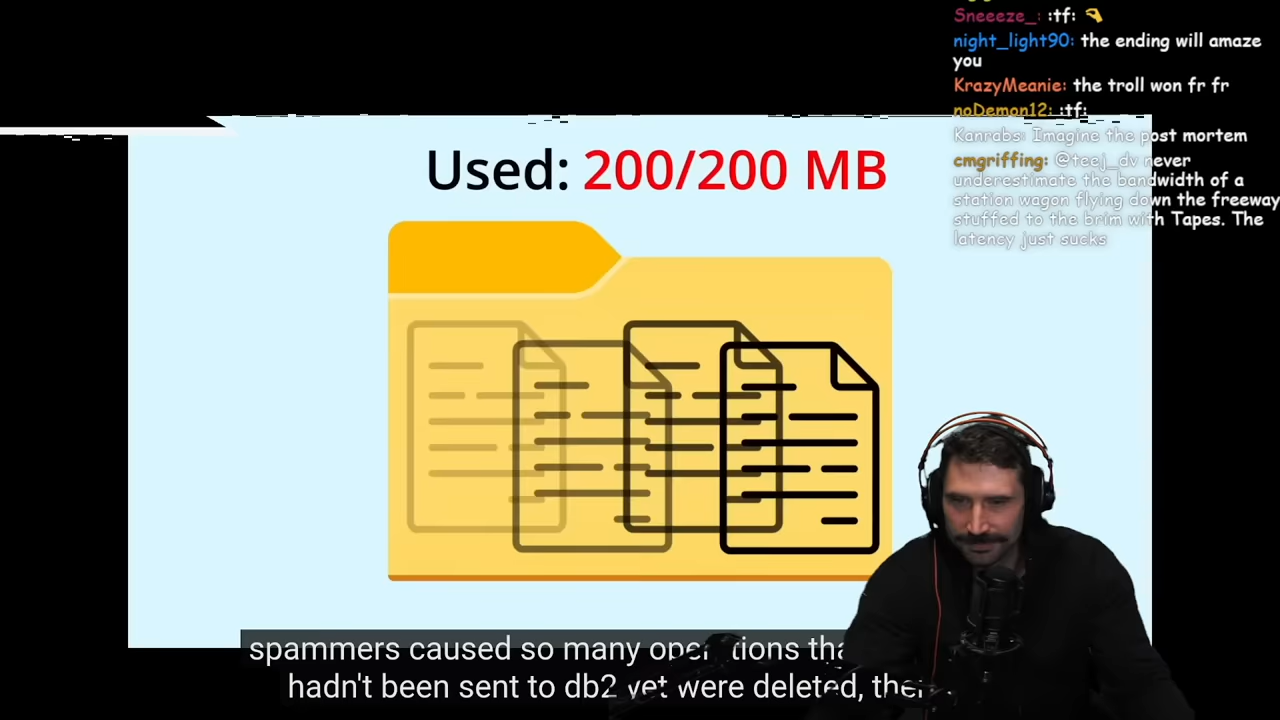 Sneeeze_: :tf:
night_light90: the ending will amaze
you
KrazyMeanie: the troll won fr fr
noDemon12: :tf:
Kanrabs: Imagine the post mortem
cmgriffing: @teej_dv never
underestimate the bandwidth of a
station wagon flying down the freeway
stuffed to the brim with Tapes. The
latency just sucks
Used: 200/200 MB
spammers caused so many operations
hadn't been sent to db2 yet were deleted,